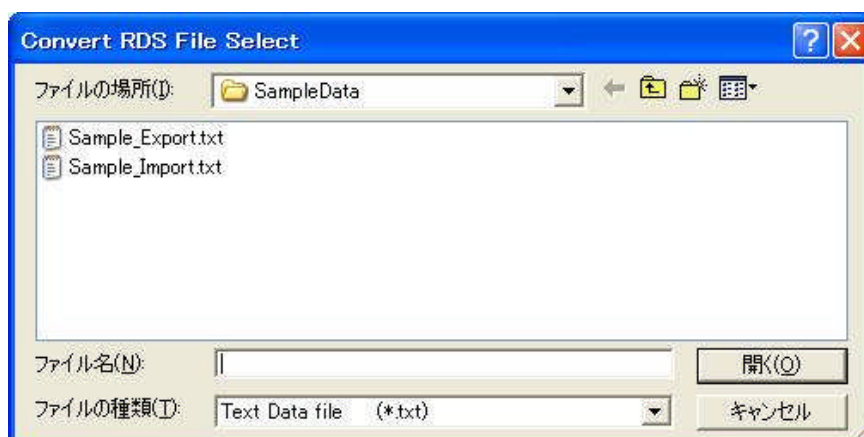 Convert RDS File Select
ファイルの場所(I):
SampleData
Sample_Export.txt
Sample_Import.txt
ファイル名(N):
開く(O)
ファイルの種類(T):
Text Data file (*.txt)
キャンセル